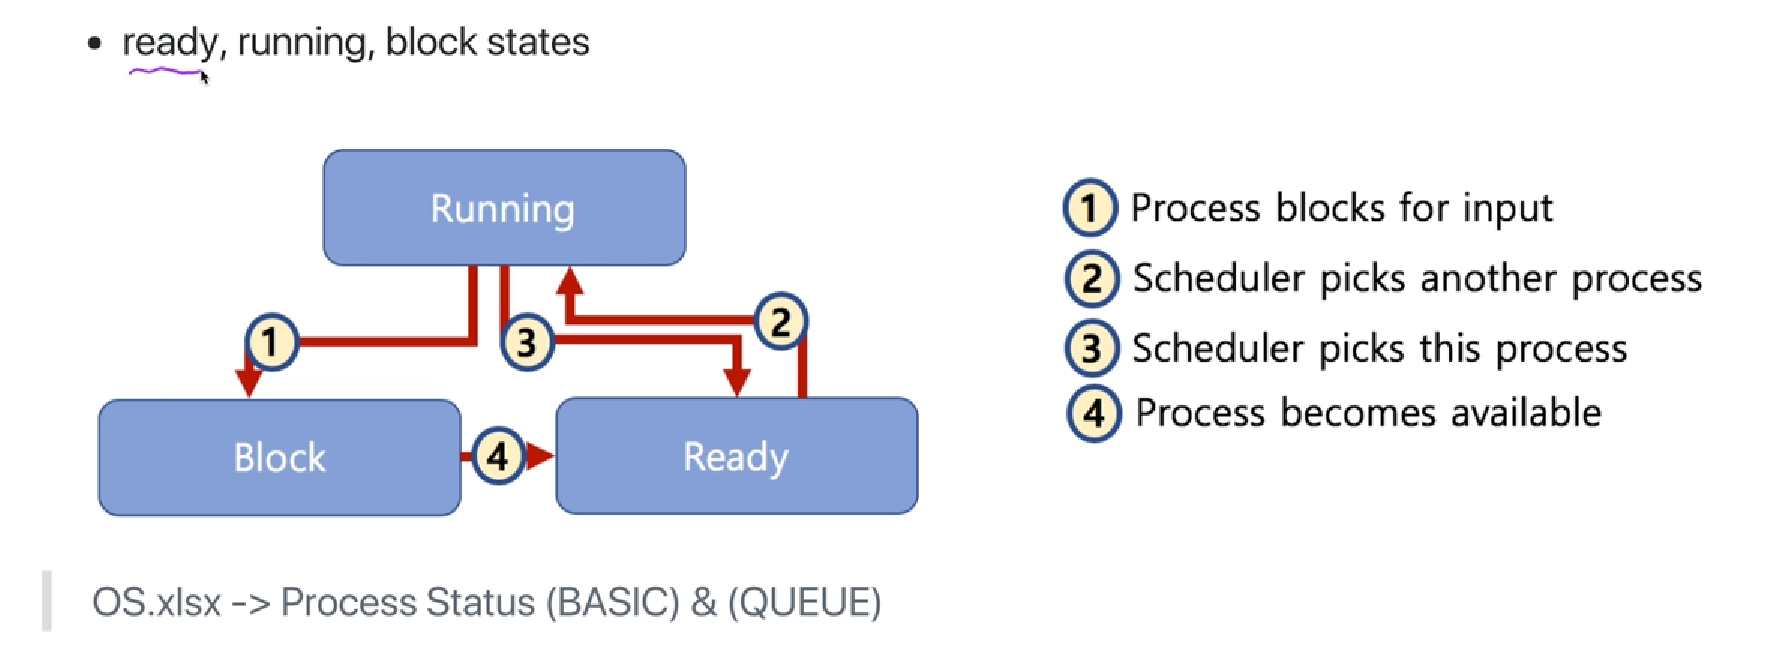 • ready, running, block states
Running
1
3
2
Block
4
Ready
1 Process blocks for input
2 Scheduler picks another process
3 Scheduler picks this process
4 Process becomes available
OS.xlsx -> Process Status (BASIC) & (QUEUE)